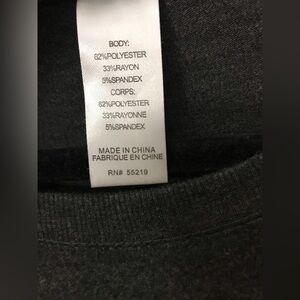 BODY:
62%POLYESTER
33%RAYON
5%SPANDEX
CORPS:
62%POLYESTER
33%RAYONNE
5%SPANDEX
MADE IN CHINA
FABRIQUE EN CHINE
RN# 55219